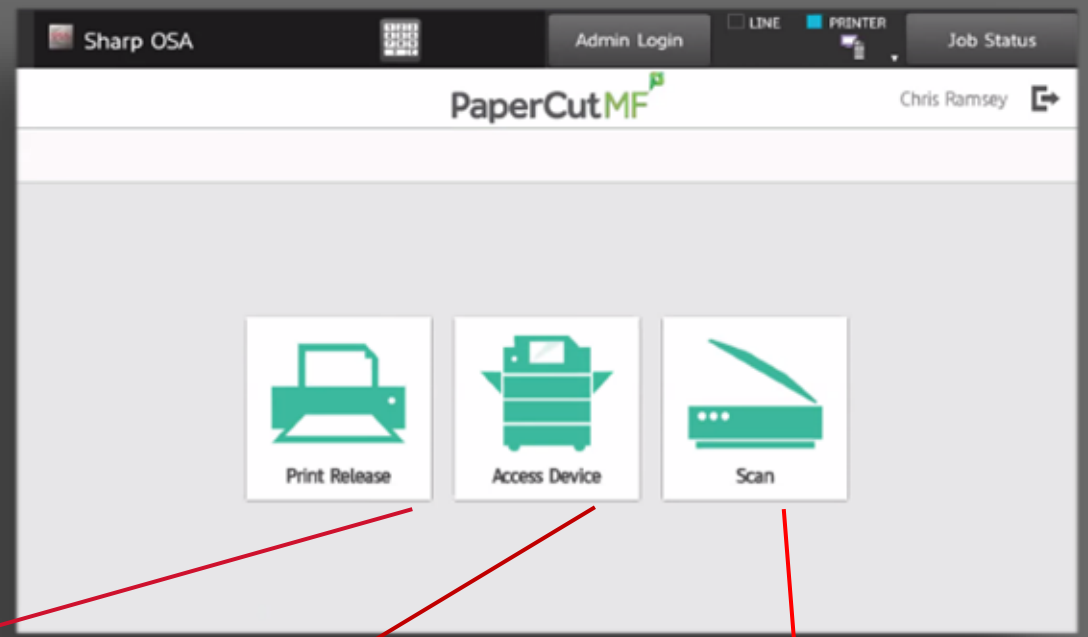 Sharp OSA
Admin Login
LINE
PRINTER
Job Status
PaperCutMF
Chris Ramsey
Print Release
Access Device
Scan